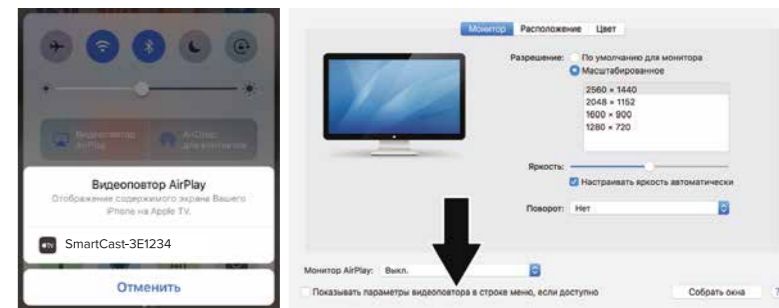 Видеоповтор
AirPlay
AirDrop:
для контактов
Видеоповтор AirPlay
Отображение содержимого экрана Вашего
iPhone на Apple TV.
tv
SmartCast-3E1234
Отменить
Монитор Расположение Цвет
Разрешение: По умолчанию для монитора
Масштабированное
2560 × 1440
2048 × 1152
1600 × 900
1280 × 720
Яркость:
Настраивать яркость автоматически
Поворот: Нет
Монитор AirPlay: Выкл.
Показывать параметры видеоповтора в строке меню, если доступно
Собрать окна ?